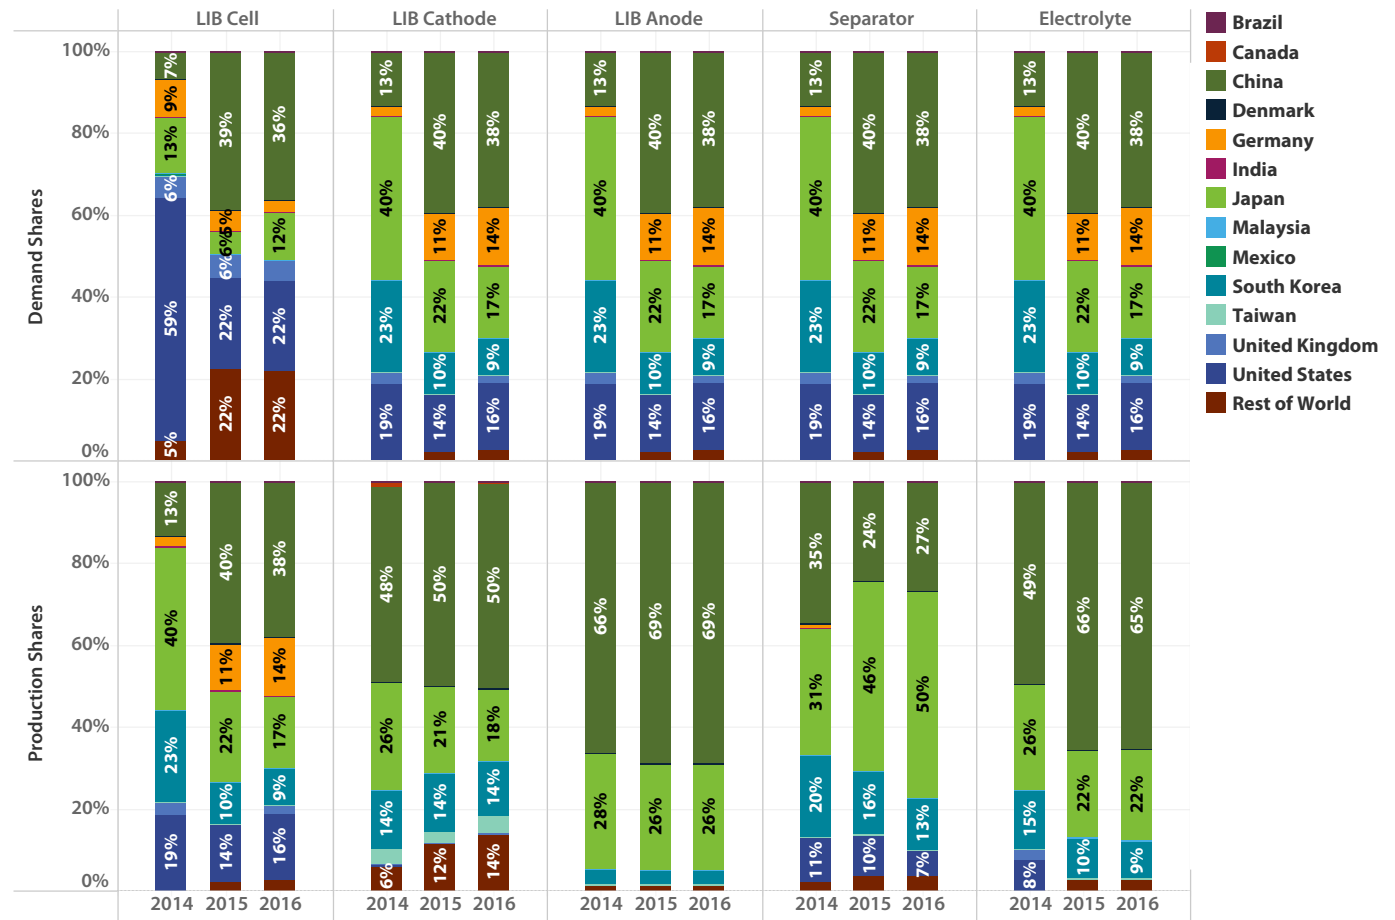 LIB Cell LIB Cathode LIB Anode Separator Electrolyte
Demand Shares
100%
80%
60%
40%
20%
0%
7% 9% 13% 6% 59% 5%
39% 5% 6% 6% 22% 22%
36% 12% 22% 22%
13% 40% 23% 19%
40% 11% 22% 10% 14%
38% 14% 17% 9% 16%
13% 40% 23% 19%
40% 11% 22% 10% 14%
38% 14% 17% 9% 16%
13% 40% 23% 19%
40% 11% 22% 10% 14%
38% 14% 17% 9% 16%
13% 40% 23% 19%
40% 11% 22% 10% 14%
38% 14% 17% 9% 16%
Production Shares
100%
80%
60%
40%
20%
0%
13% 40% 23% 19%
40% 11% 22% 10% 14%
38% 14% 17% 9% 16%
48% 26% 14% 6%
50% 21% 14% 12%
50% 18% 14% 14%
66% 28%
69% 26%
69% 26%
35% 31% 20% 11%
24% 46% 16% 10%
27% 50% 13% 7%
49% 26% 15% 8%
66% 22% 10%
65% 22% 9%
2014 2015 2016 2014 2015 2016 2014 2015 2016 2014 2015 2016 2014 2015 2016
Brazil
Canada
China
Denmark
Germany
India
Japan
Malaysia
Mexico
South Korea
Taiwan
United Kingdom
United States
Rest of World